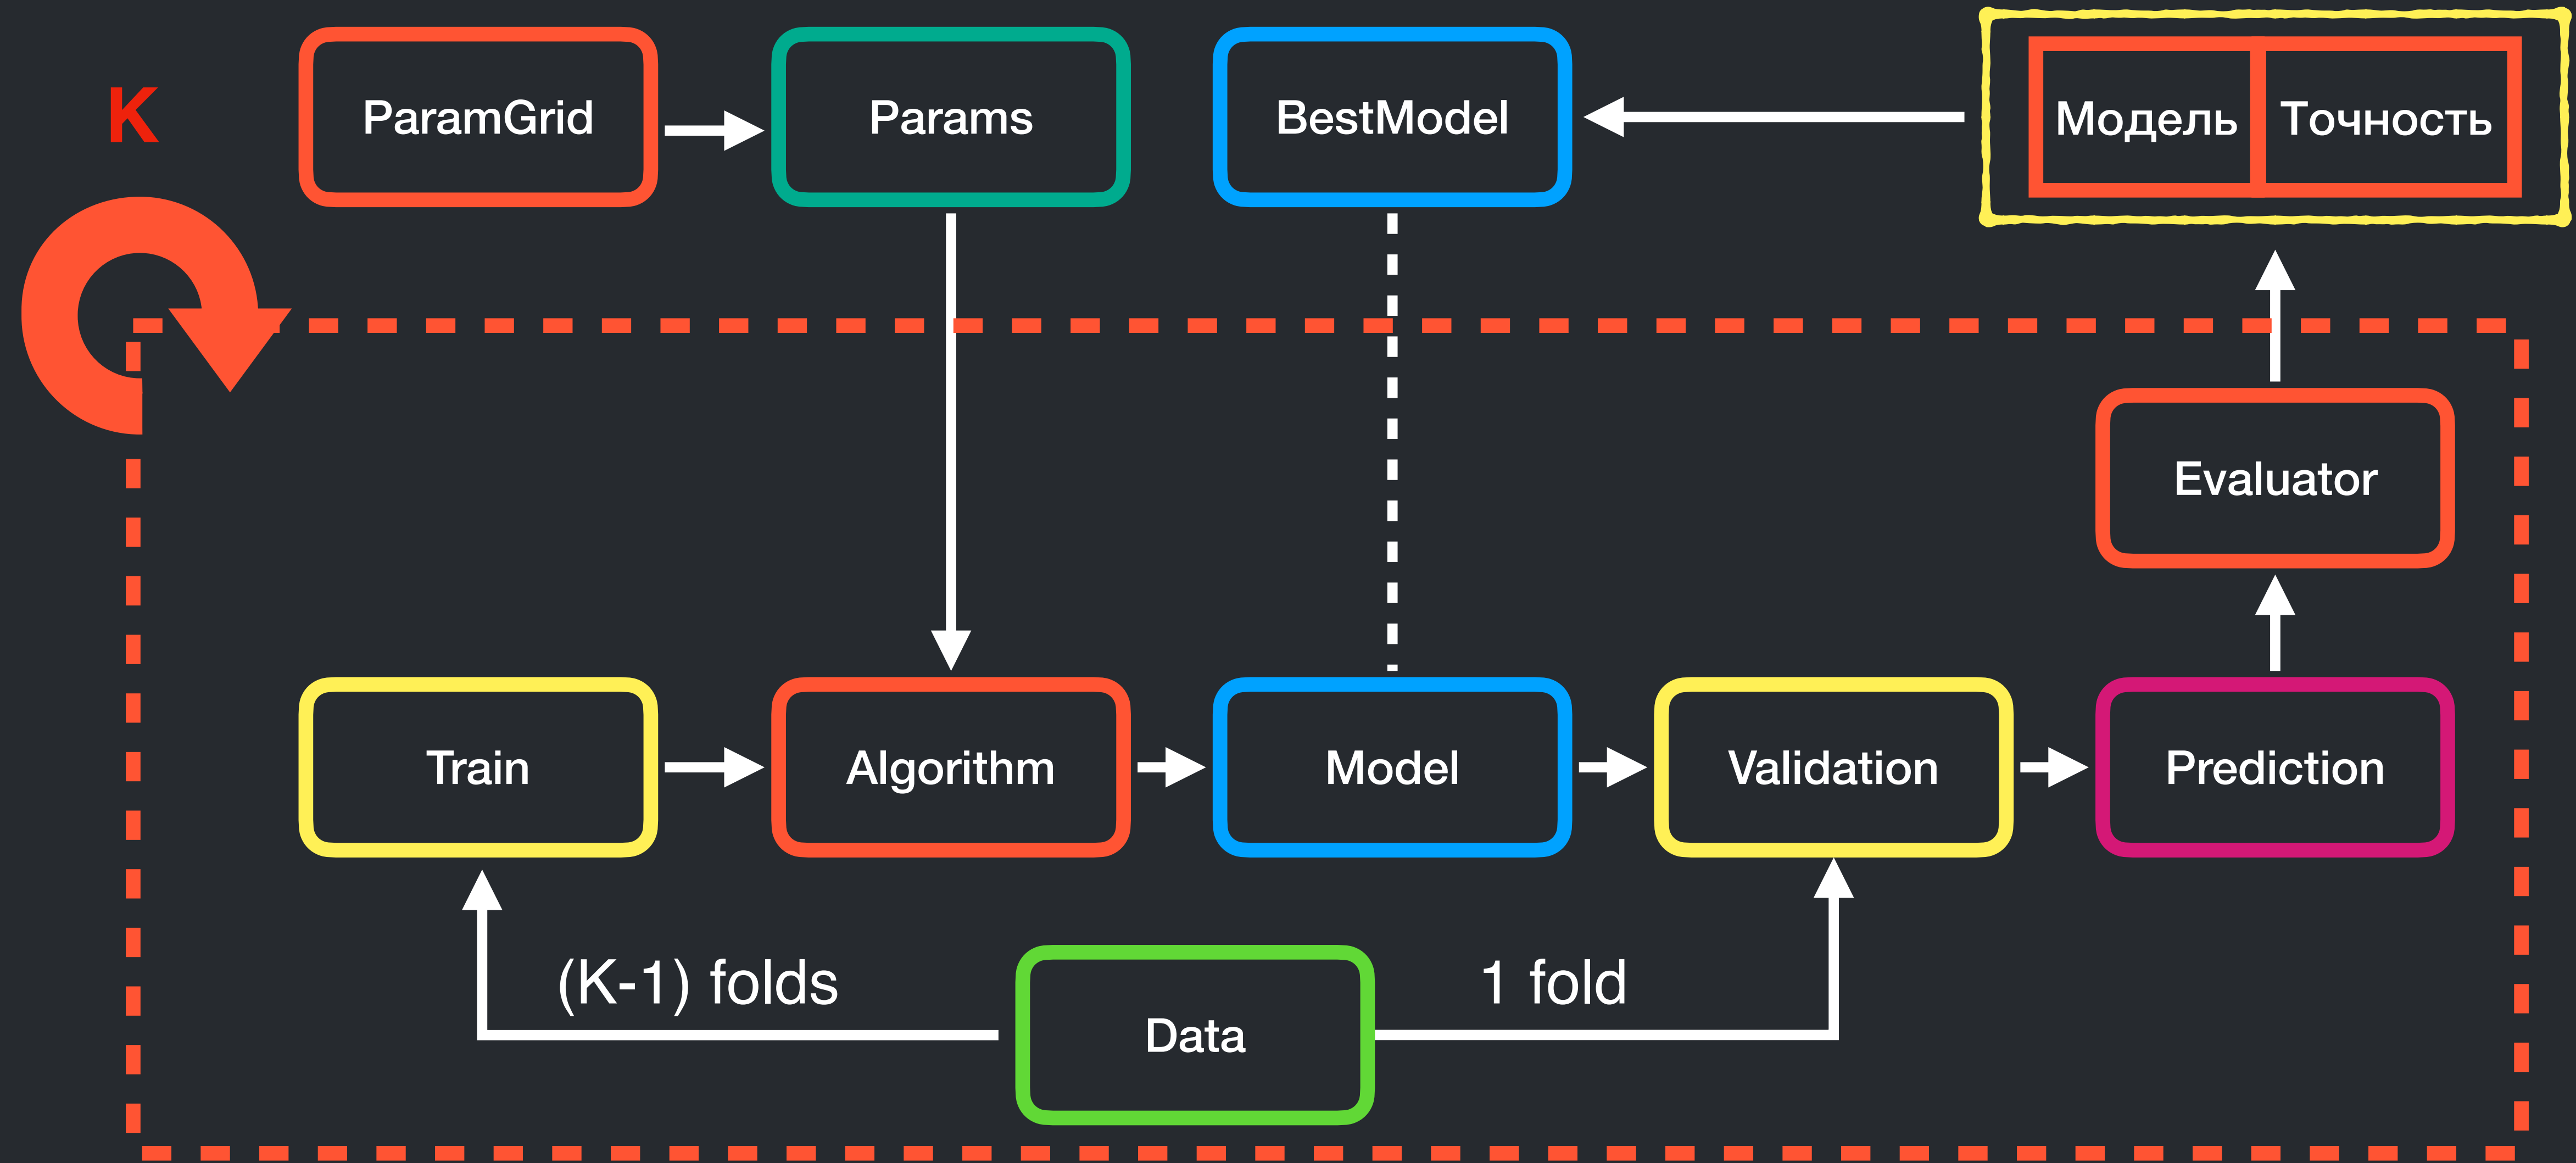 K
ParamGrid
Params
BestModel
Модель
Точность
Evaluator
Train
Algorithm
Model
Validation
Prediction
(K-1) folds
1 fold
Data